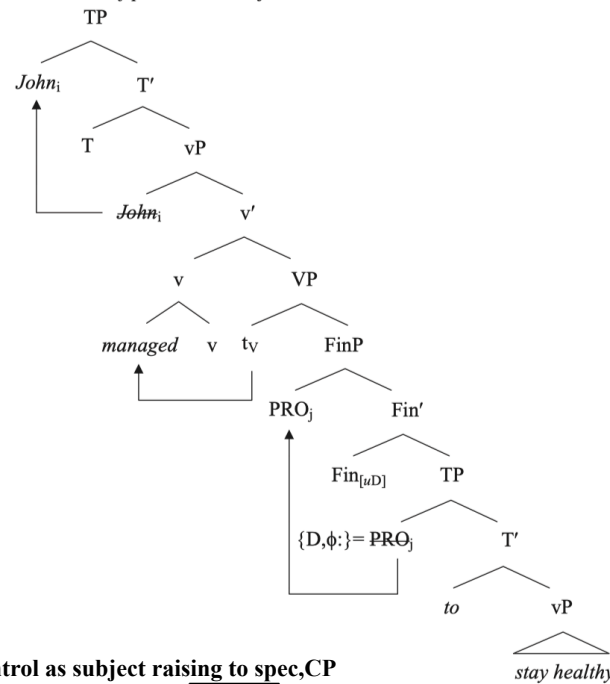 TP
John_i T′
T vP
John_i v′
v VP
managed v t_V FinP
PRO_j Fin′
Fin_[uD] TP
{D,ϕ:}= PRO_j T′
to vP
ntrol as subject raising to spec,CP
stay healthy